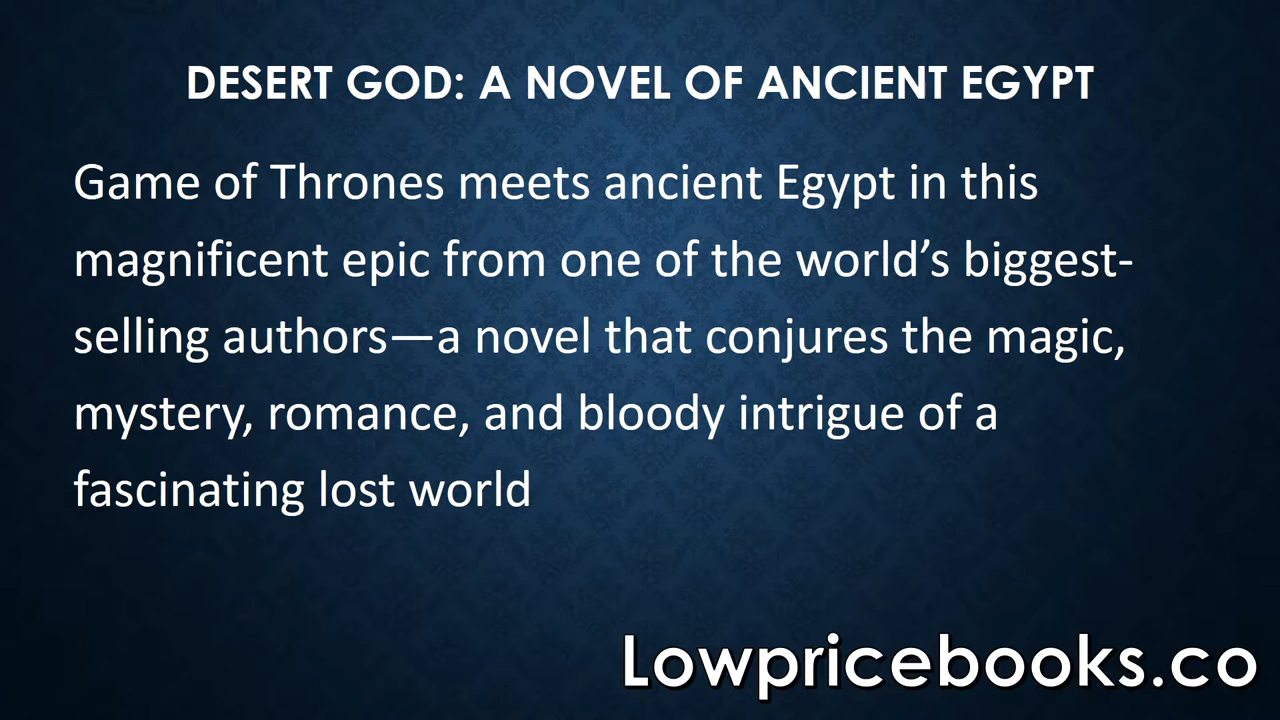 DESERT GOD: A NOVEL OF ANCIENT EGYPT
Game of Thrones meets ancient Egypt in this
magnificent epic from one of the world’s biggest-
selling authors—a novel that conjures the magic,
mystery, romance, and bloody intrigue of a
fascinating lost world
Lowpricebooks.co